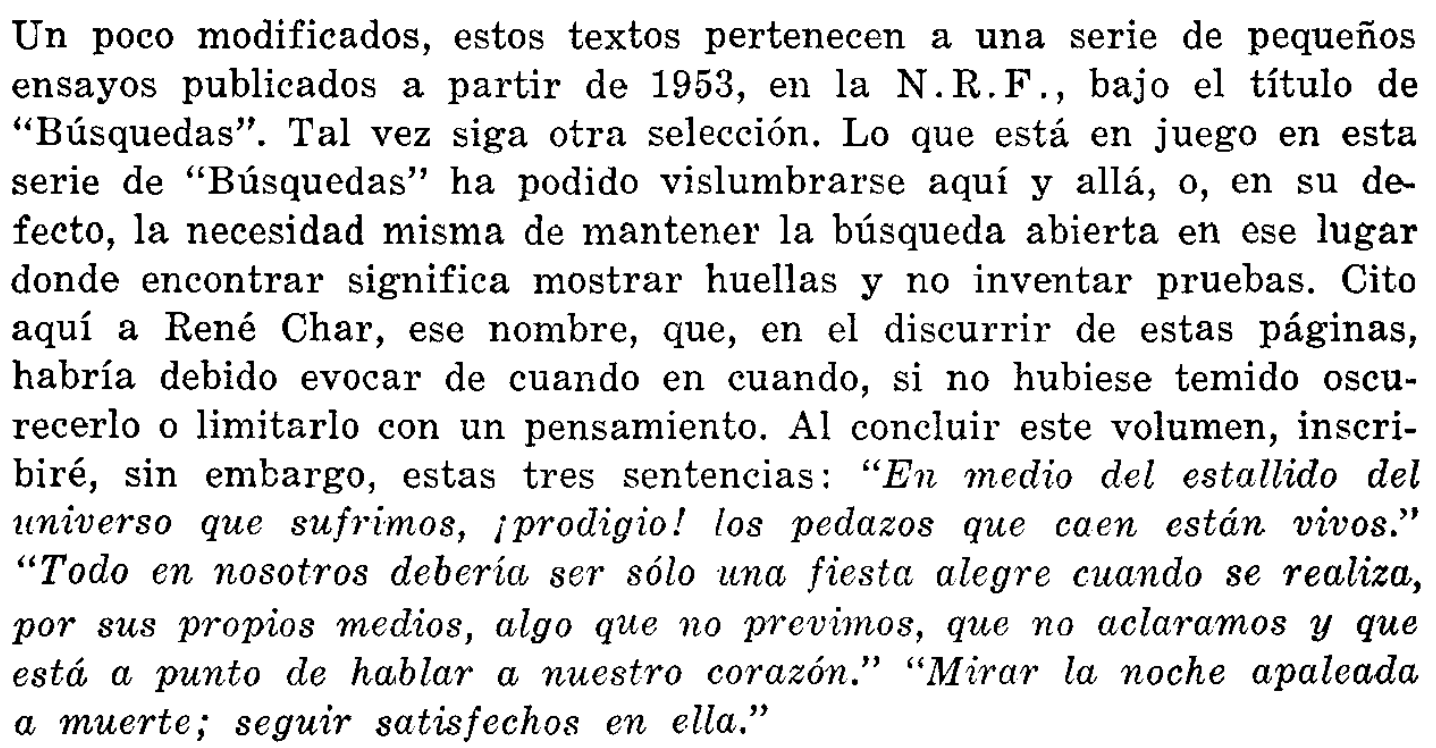 Un poco modificados, estos textos pertenecen a una serie de pequeños
ensayos publicados a partir de 1953, en la N.R.F., bajo el título de
“Búsquedas”. Tal vez siga otra selección. Lo que está en juego en esta
serie de “Búsquedas” ha podido vislumbrarse aquí y allá, o, en su de-
fecto, la necesidad misma de mantener la búsqueda abierta en ese lugar
donde encontrar significa mostrar huellas y no inventar pruebas. Cito
aquí a René Char, ese nombre, que, en el discurrir de estas páginas,
habría debido evocar de cuando en cuando, si no hubiese temido oscu-
recerlo o limitarlo con un pensamiento. Al concluir este volumen, inscri-
biré, sin embargo, estas tres sentencias: “En medio del estallido del
universo que sufrimos, ¡prodigio! los pedazos que caen están vivos.”
“Todo en nosotros debería ser sólo una fiesta alegre cuando se realiza,
por sus propios medios, algo que no previmos, que no aclaramos y que
está a punto de hablar a nuestro corazón.” “Mirar la noche apaleada
a muerte; seguir satisfechos en ella.”